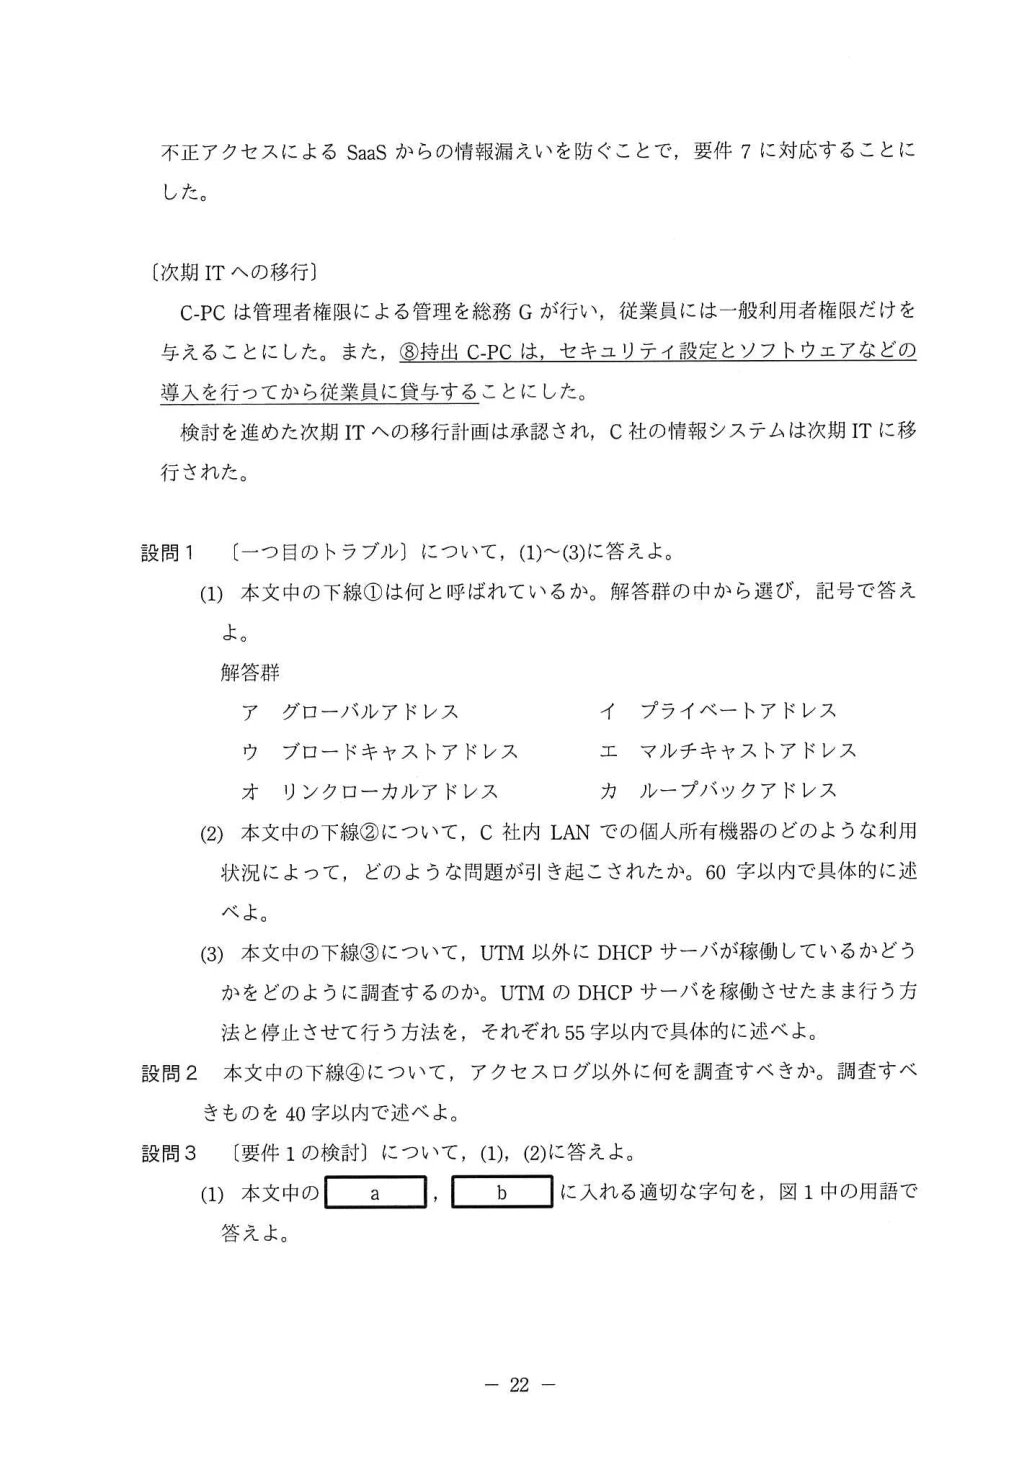 不正アクセスによる SaaS からの情報漏えいを防ぐことで，要件 7 に対応することに
した。
〔次期 IT への移行〕
C-PC は管理者権限による管理を総務 G が行い，従業員には一般利用者権限だけを
与えることにした。また，⑧持出 C-PC は，セキュリティ設定とソフトウェアなどの
導入を行ってから従業員に貸与することにした。
検討を進めた次期 IT への移行計画は承認され，C 社の情報システムは次期 IT に移
行された。
設問１ 〔一つ目のトラブル〕について，(1)～(3)に答えよ。
(1) 本文中の下線①は何と呼ばれているか。解答群の中から選び，記号で答え
よ。
解答群
ア グローバルアドレス イ プライベートアドレス
ウ ブロードキャストアドレス エ マルチキャストアドレス
オ リンクローカルアドレス カ ループバックアドレス
(2) 本文中の下線②について，C 社内 LAN での個人所有機器のどのような利用
状況によって，どのような問題が引き起こされたか。60 字以内で具体的に述
べよ。
(3) 本文中の下線③について，UTM 以外に DHCP サーバが稼働しているかどう
かをどのように調査するのか。UTM の DHCP サーバを稼働させたまま行う方
法と停止させて行う方法を，それぞれ 55 字以内で具体的に述べよ。
設問２ 本文中の下線④について，アクセスログ以外に何を調査すべきか。調査すべ
きものを 40 字以内で述べよ。
設問３ 〔要件 1 の検討〕について，(1)，(2)に答えよ。
(1) 本文中の a ， b に入れる適切な字句を，図 1 中の用語で
答えよ。
－ 22 －